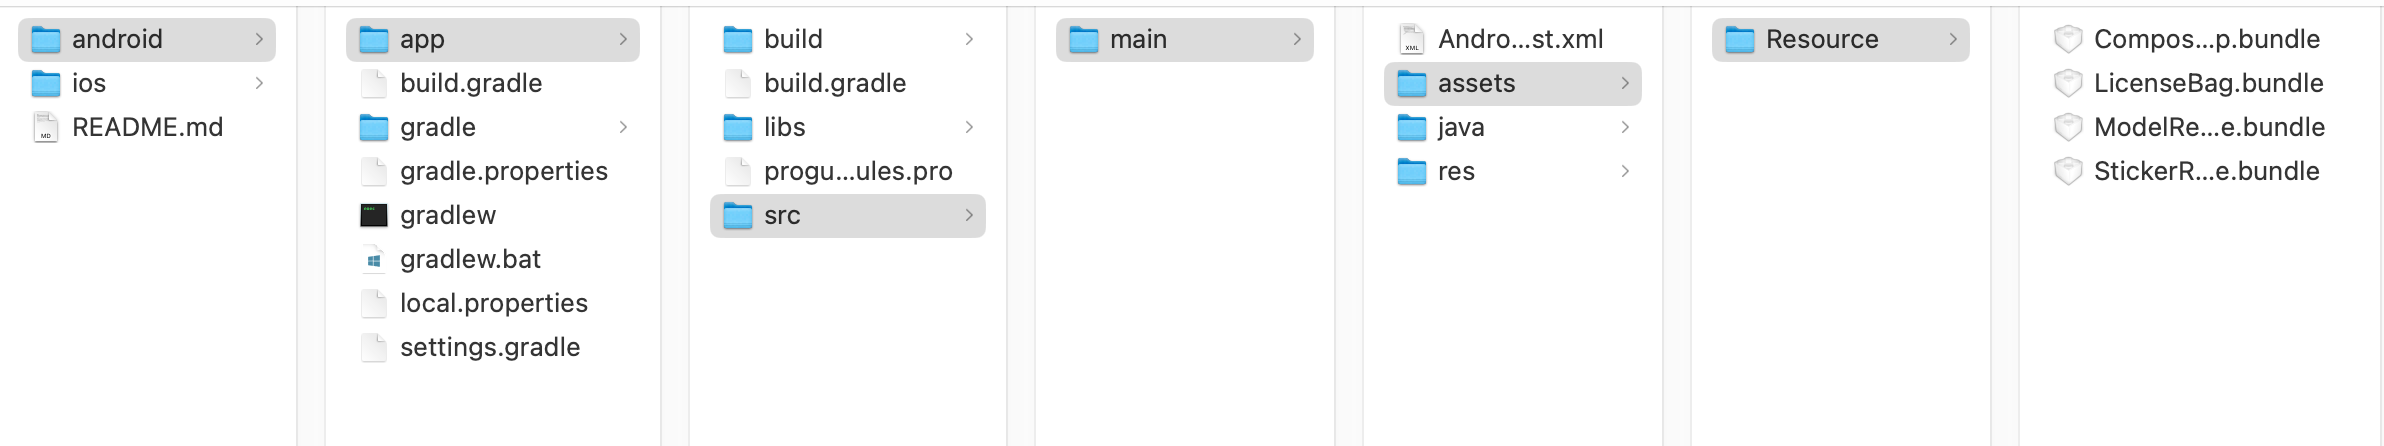 android
ios
README.md
app
build.gradle
gradle
gradle.properties
gradlew
gradlew.bat
local.properties
settings.gradle
build
build.gradle
libs
progu...ules.pro
src
main
Andro...st.xml
assets
java
res
Resource
Compos...p.bundle
LicenseBag.bundle
ModelRe...e.bundle
StickerR...e.bundle
MD
XML